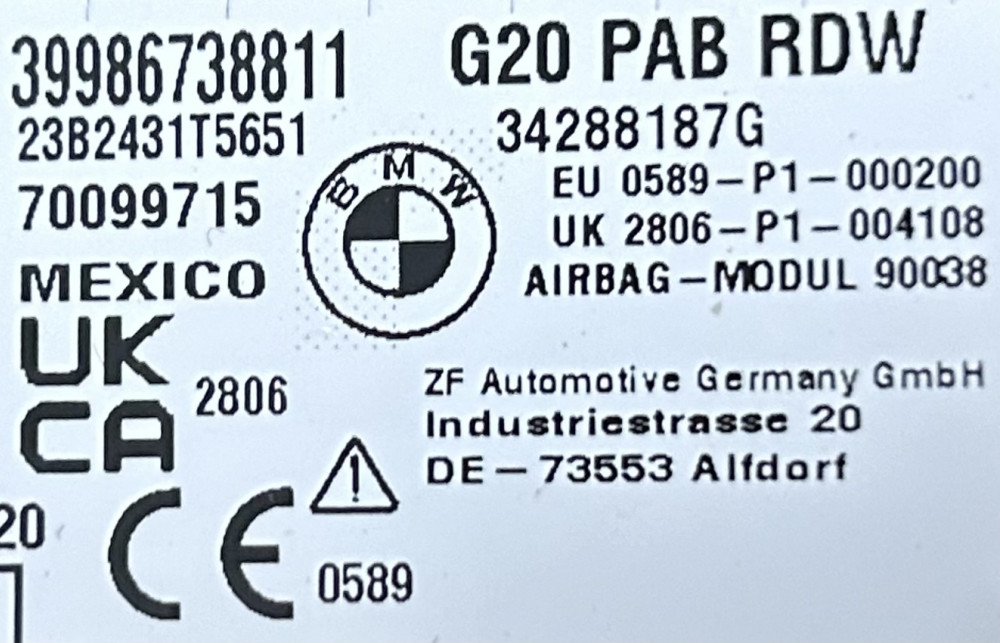 39986738811
23B2431T5651
70099715
MEXICO
UK
CA
2806
20
CE
0589
BMW
G20 PAB RDW
34288187G
EU 0589-P1-000200
UK 2806-P1-004108
AIRBAG-MODUL 90038
ZF Automotive Germany GmbH
Industriestrasse 20
DE-73553 Alfdorf